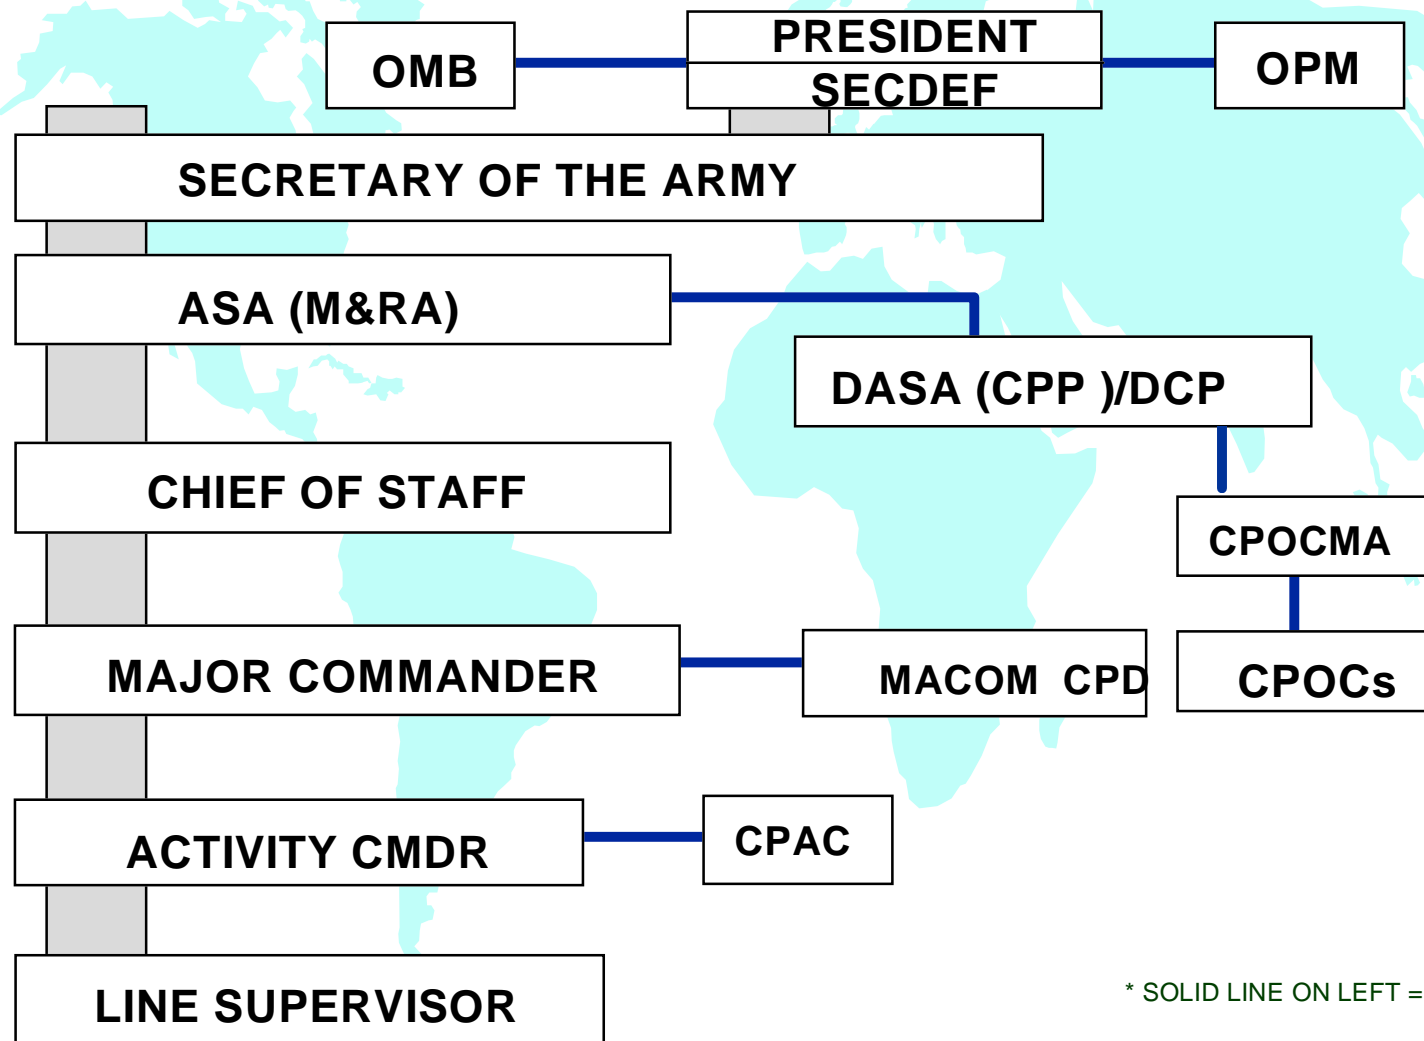 OMB
PRESIDENT
SECDEF
OPM
SECRETARY OF THE ARMY
ASA (M&RA)
DASA (CPP )/DCP
CHIEF OF STAFF
CPOCMA
MAJOR COMMANDER
MACOM CPD
CPOCs
ACTIVITY CMDR
CPAC
LINE SUPERVISOR
* SOLID LINE ON LEFT =